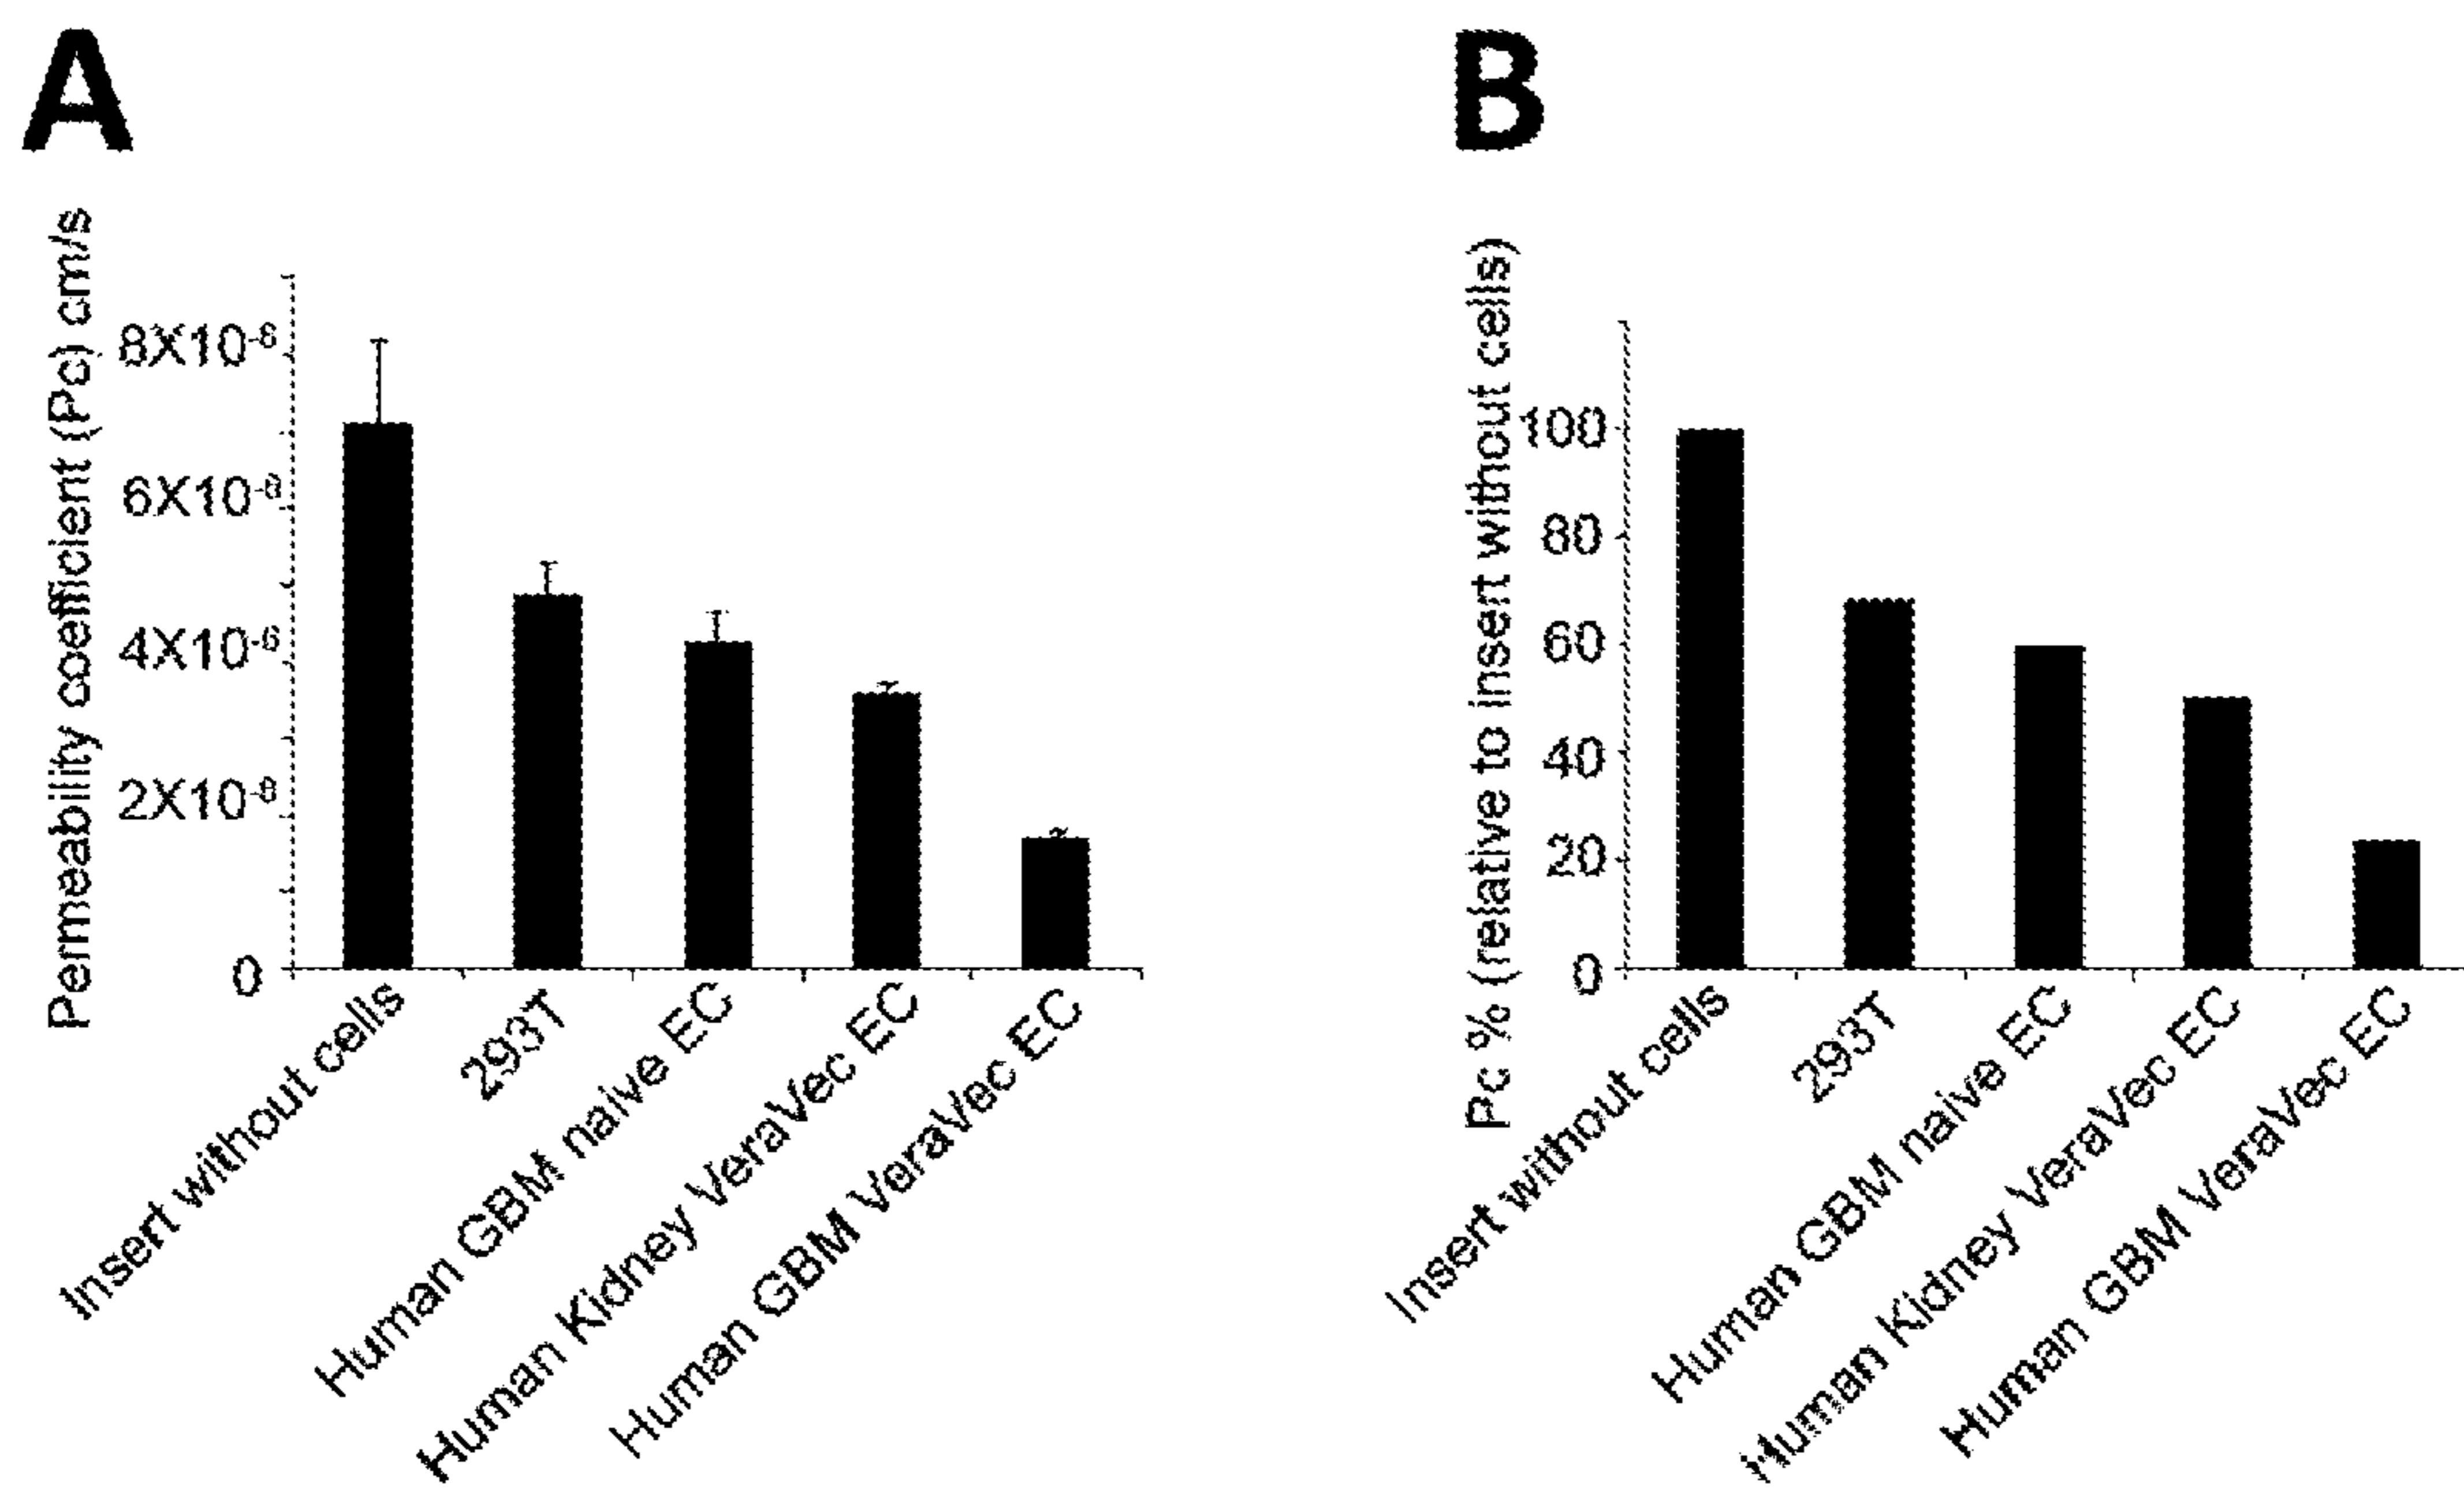 A
Permeability coefficient (Pc) cm/s
8X10-6
6X10-6
4X10-6
2X10-6
0
Insert without cells
293T
Human GBM naive EC
Human Kidney VeraVec EC
Human GBM VeraVec EC
B
Pc % (relative to insert without cells)
100
80
60
40
20
0
Insert without cells
293T
Human GBM naive EC
Human Kidney VeraVec EC
Human GBM VeraVec EC